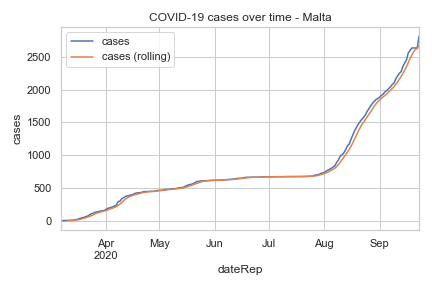 COVID-19 cases over time - Malta
cases
cases (rolling)
2500
2000
1500
1000
500
0
cases
Apr
2020
May
Jun
Jul
Aug
Sep
dateRep